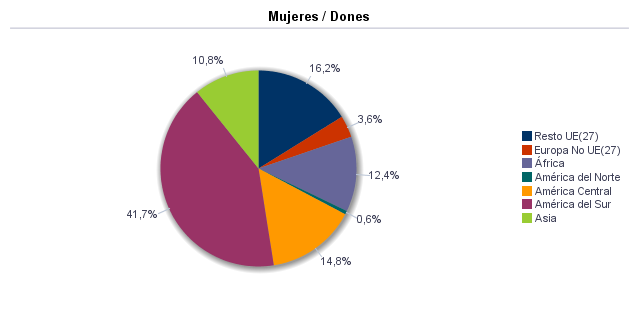 Mujeres / Dones
10,8%
16,2%
3,6%
12,4%
0,6%
14,8%
41,7%
Resto UE(27)
Europa No UE(27)
África
América del Norte
América Central
América del Sur
Asia